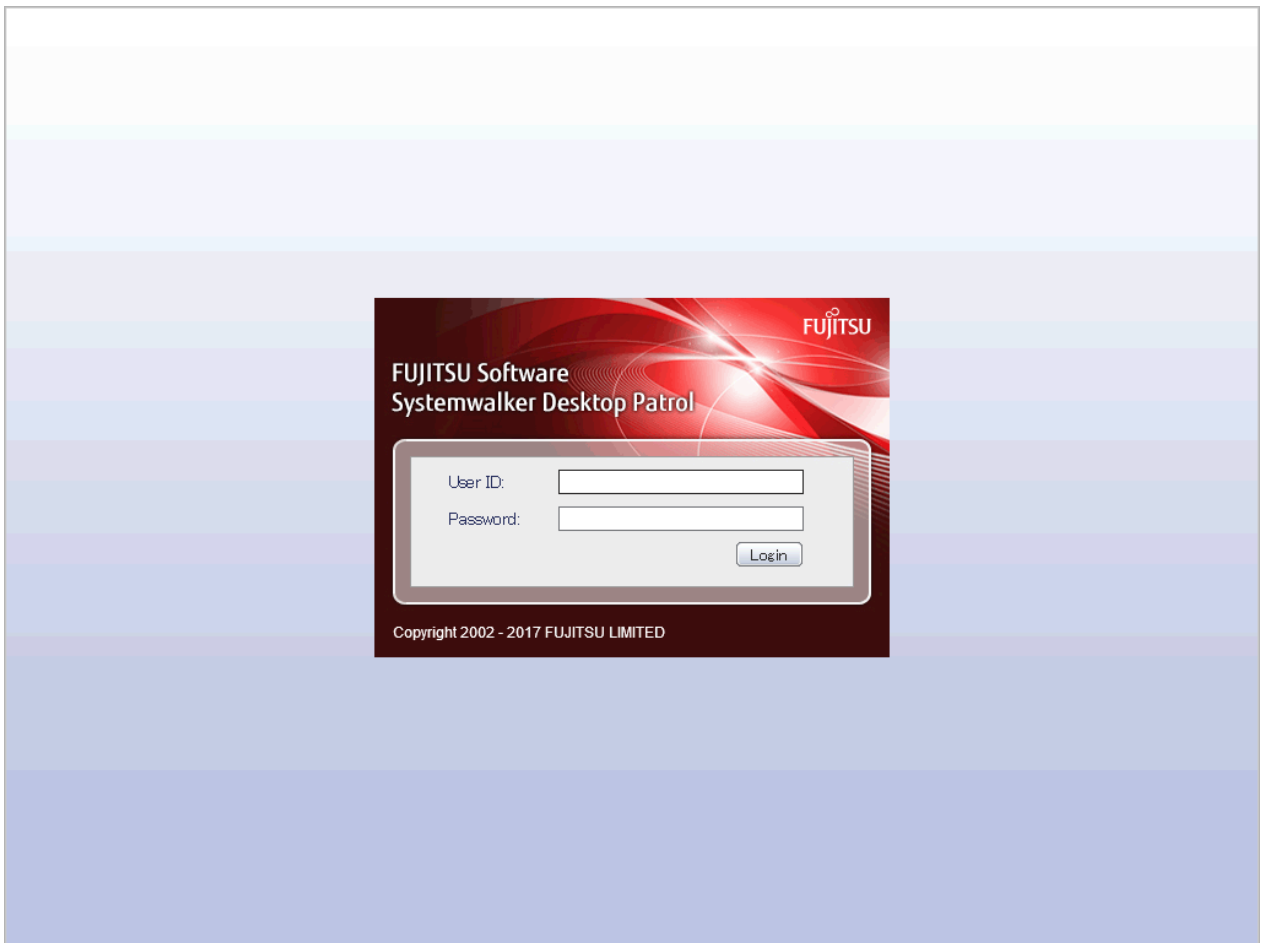 FUJITSU
FUJITSU Software
Systemwalker Desktop Patrol
User ID:
Password:
Login
Copyright 2002 - 2017 FUJITSU LIMITED